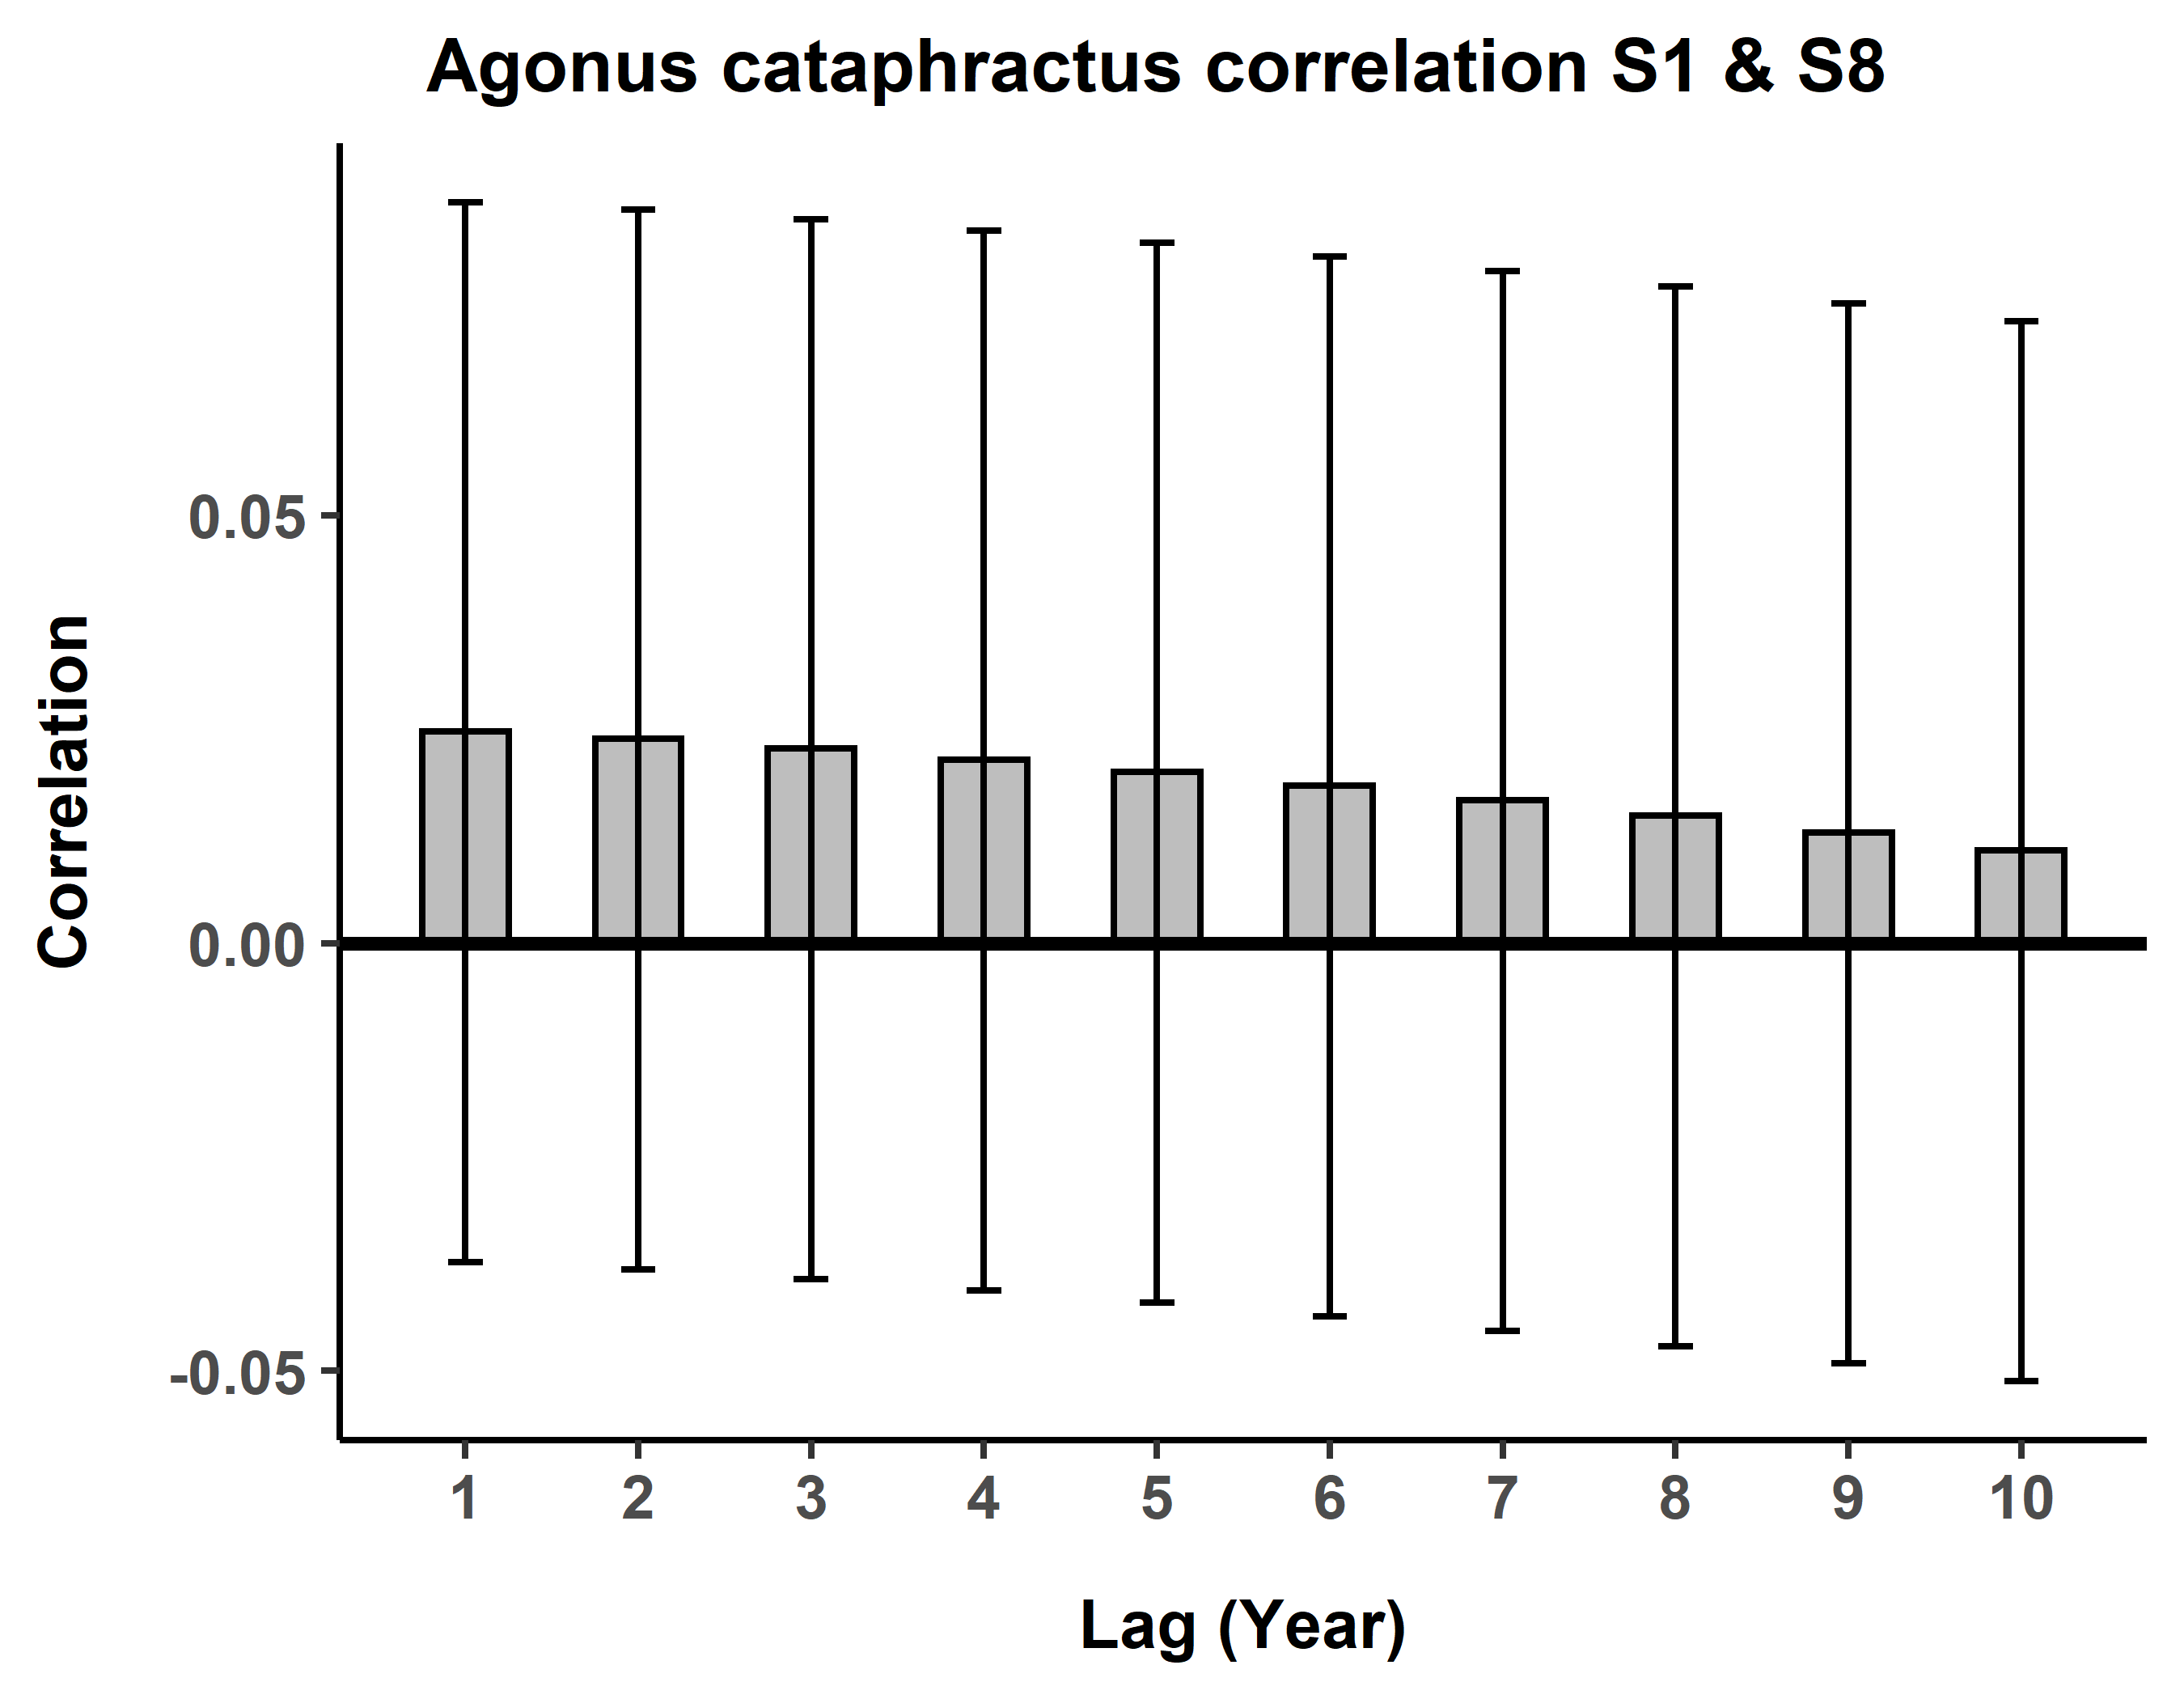 Agonus cataphractus correlation S1 & S8
Correlation
0.05
0.00
-0.05
1 2 3 4 5 6 7 8 9 10
Lag (Year)